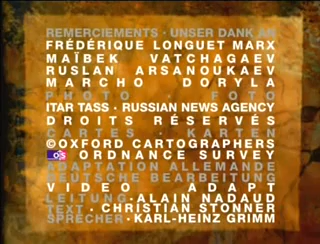 REMERCIEMENTS · UNSER DANK AN
FRÉDÉRIQUE LONGUET MARX
MAÏBEK VATCHAGAEV
RUSLAN ARSANOUKAEV
MARCHO DORYLA
PHOTO · FOTO
ITAR TASS · RUSSIAN NEWS AGENCY
DROITS RÉSERVÉS
CARTES · KARTEN
©OXFORD CARTOGRAPHERS
OS ORDNANCE SURVEY
ADAPTATION ALLEMANDE
DEUTSCHE BEARBEITUNG
VIDEO ADAPT
LEITUNG · ALAIN NADAUD
TEXT · CHRISTIAN STONNER
SPRECHER · KARL-HEINZ GRIMM